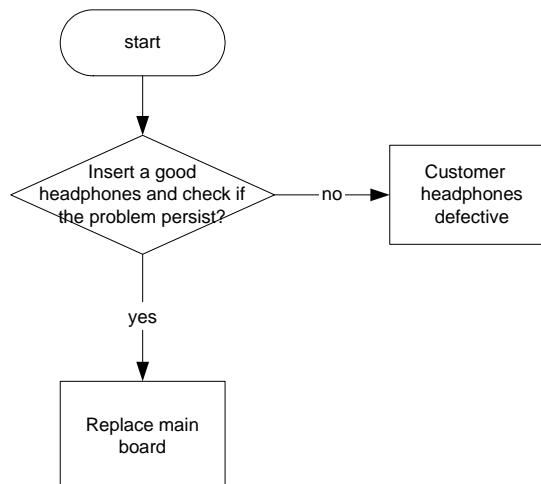 start
Insert a good
headphones and check if
the problem persist?
no
Customer
headphones
defective
yes
Replace main
board